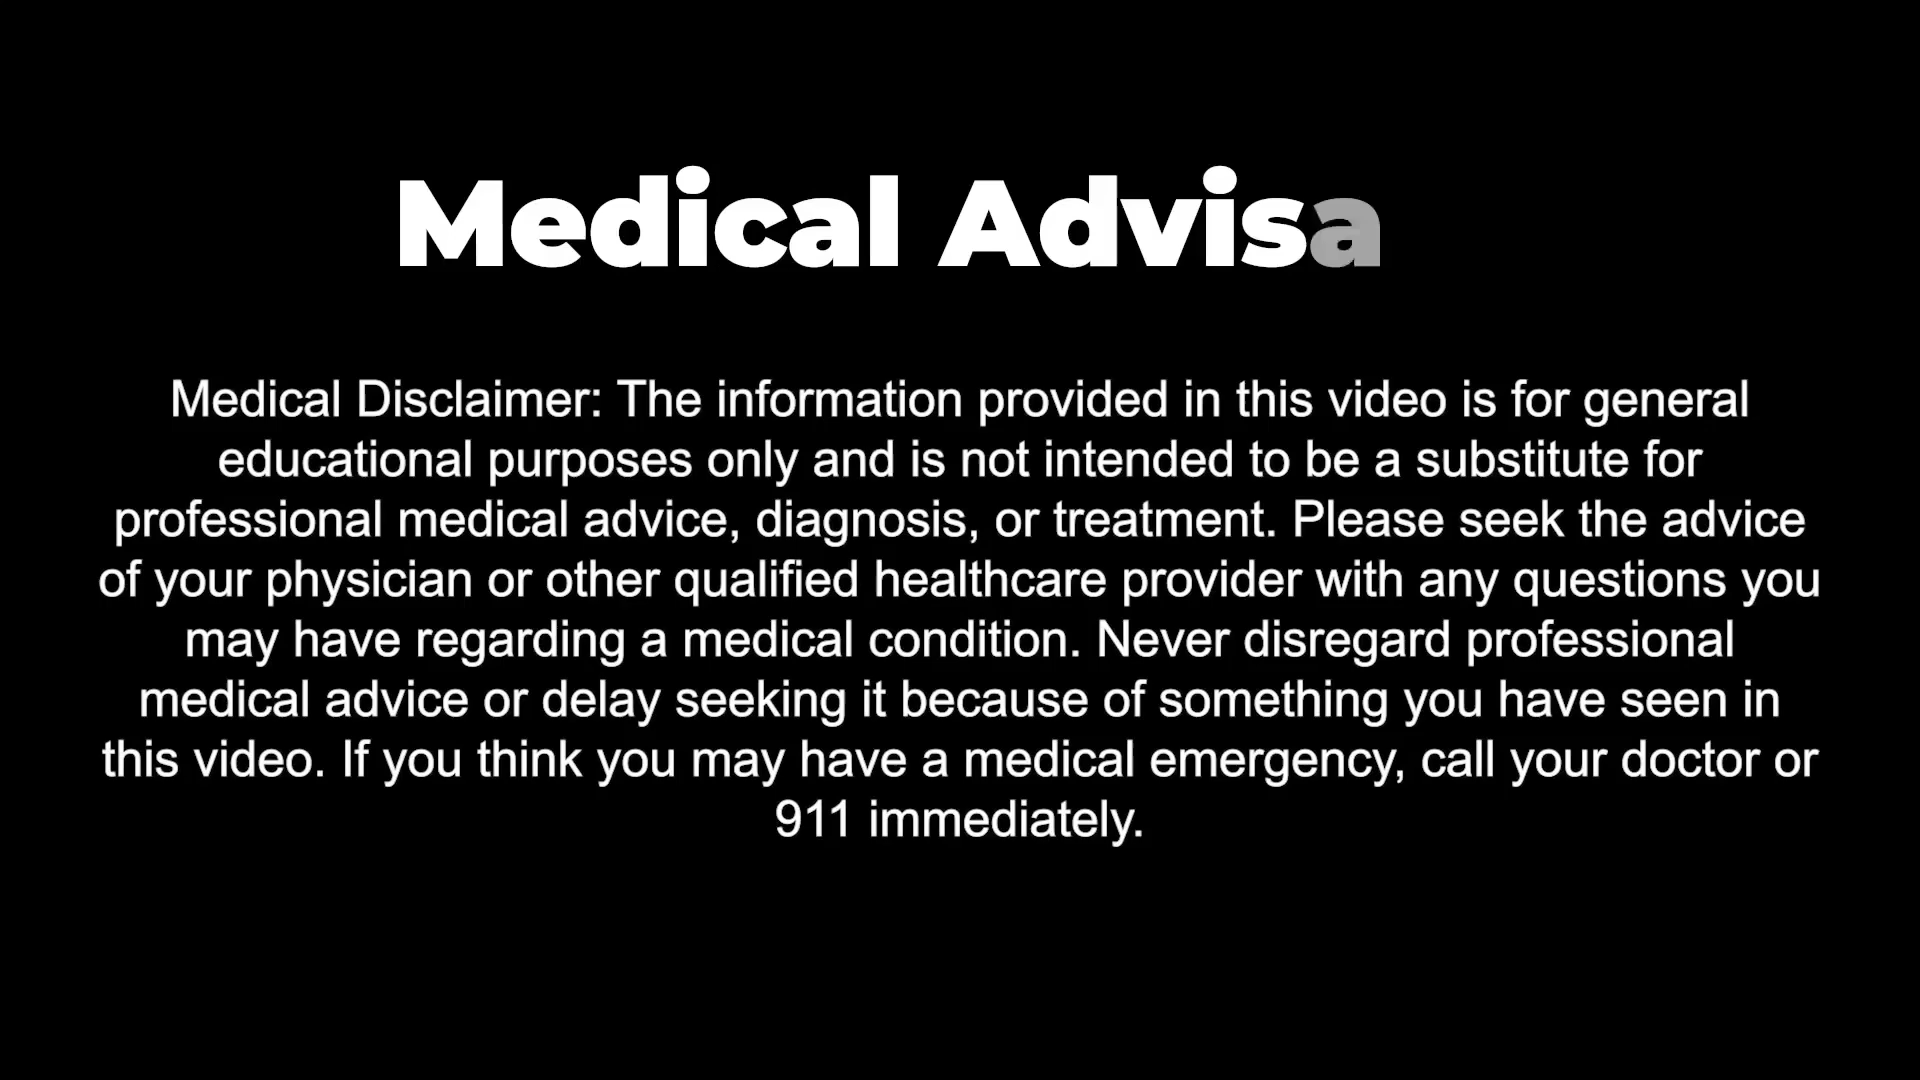 Medical Advisa
Medical Disclaimer: The information provided in this video is for general
educational purposes only and is not intended to be a substitute for
professional medical advice, diagnosis, or treatment. Please seek the advice
of your physician or other qualified healthcare provider with any questions you
may have regarding a medical condition. Never disregard professional
medical advice or delay seeking it because of something you have seen in
this video. If you think you may have a medical emergency, call your doctor or
911 immediately.